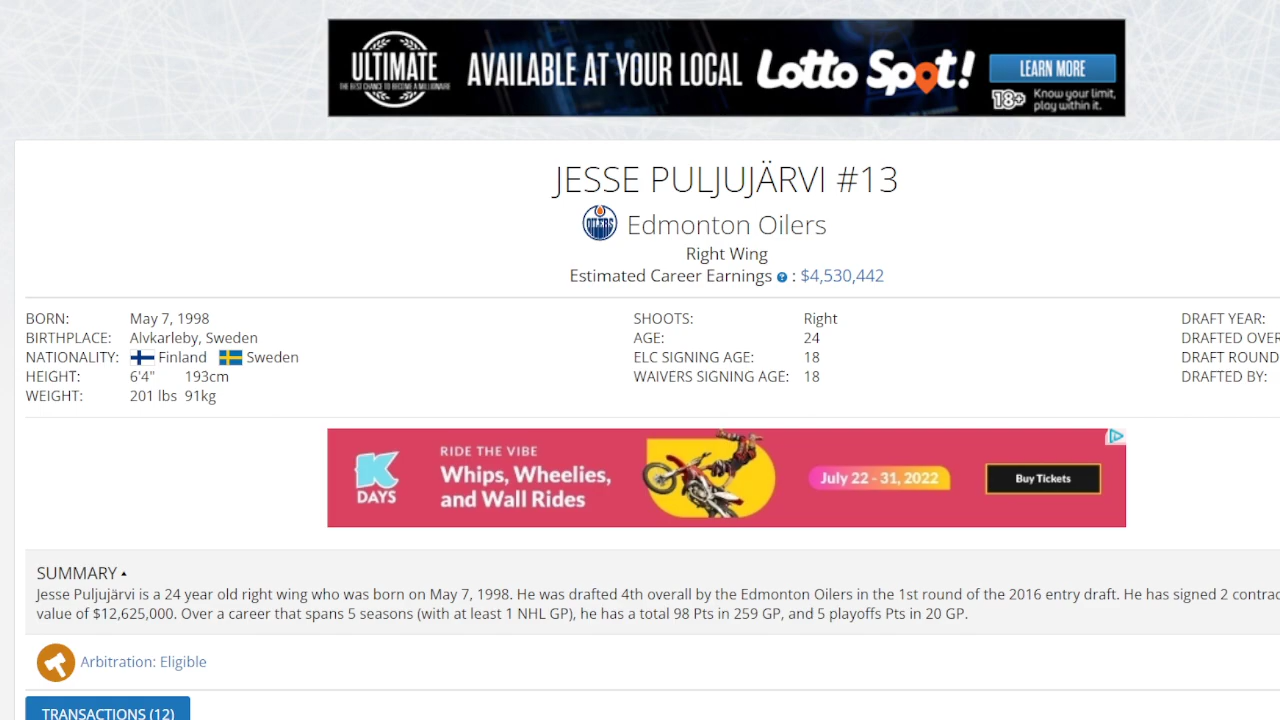 ULTIMATE
THE BEST CHANCE TO BECOME A MILLIONAIRE
AVAILABLE AT YOUR LOCAL Lotto Spot!
LEARN MORE
18+ Know your limit,
play within it.
JESSE PULJUJÄRVI #13
OILERS Edmonton Oilers
Right Wing
Estimated Career Earnings ? : $4,530,442
BORN: May 7, 1998 SHOOTS: Right DRAFT YEAR:
BIRTHPLACE: Alvkarleby, Sweden AGE: 24 DRAFTED OVER
NATIONALITY: Finland Sweden ELC SIGNING AGE: 18 DRAFT ROUND
HEIGHT: 6'4" 193cm WAIVERS SIGNING AGE: 18 DRAFTED BY:
WEIGHT: 201 lbs 91kg
K DAYS
RIDE THE VIBE
Whips, Wheelies,
and Wall Rides
July 22 - 31, 2022
Buy Tickets
SUMMARY
Jesse Puljujärvi is a 24 year old right wing who was born on May 7, 1998. He was drafted 4th overall by the Edmonton Oilers in the 1st round of the 2016 entry draft. He has signed 2 contrac
value of $12,625,000. Over a career that spans 5 seasons (with at least 1 NHL GP), he has a total 98 Pts in 259 GP, and 5 playoffs Pts in 20 GP.
Arbitration: Eligible
TRANSACTIONS (12)